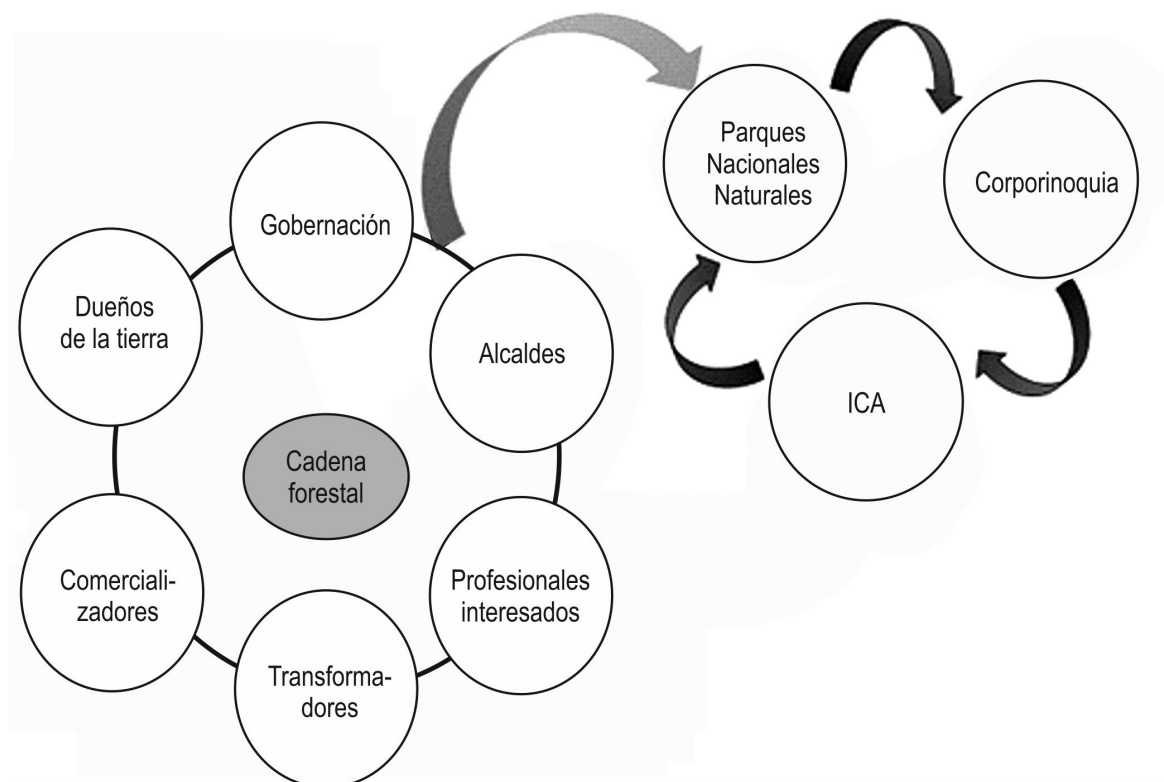 Parques
Nacionales
Naturales
Corporinoquia
ICA
Gobernación
Alcaldes
Profesionales
interesados
Transforma-
dores
Comerciali-
zadores
Dueños
de la tierra
Cadena
forestal